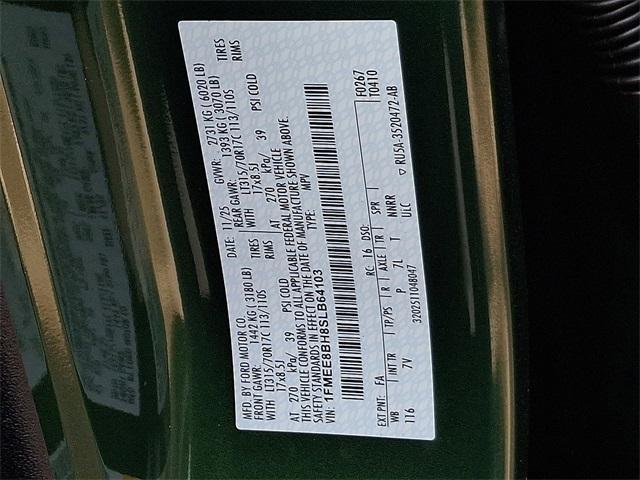 MFD. BY FORD MOTOR CO.
DATE: 11/25 GVWR: 2731 KG ( 6020 LB)
FRONT GAWR: 1442 KG ( 3180 LB) REAR GAWR: 1393 KG ( 3070 LB)
WITH LT315/70R17C 113/110S TIRES WITH LT315/70R17C 113/110S TIRES
17x8.5J RIMS 17x8.5J RIMS
AT 270 kPa/ 39 PSI COLD AT 270 kPa/ 39 PSI COLD
THIS VEHICLE CONFORMS TO ALL APPLICABLE FEDERAL MOTOR VEHICLE
SAFETY STANDARDS IN EFFECT ON THE DATE OF MANUFACTURE SHOWN ABOVE.
VIN: 1FMEE8BH8SLB64103 TYPE: MPV
F0267
T0410
EXT PNT: FA RC: 16 DSO:
WB INT TR TP/PS R AXLE TR SPR
116 7V P 7L T NNRR
ULC
3202511048047
▽ RU5A-3520472-AB